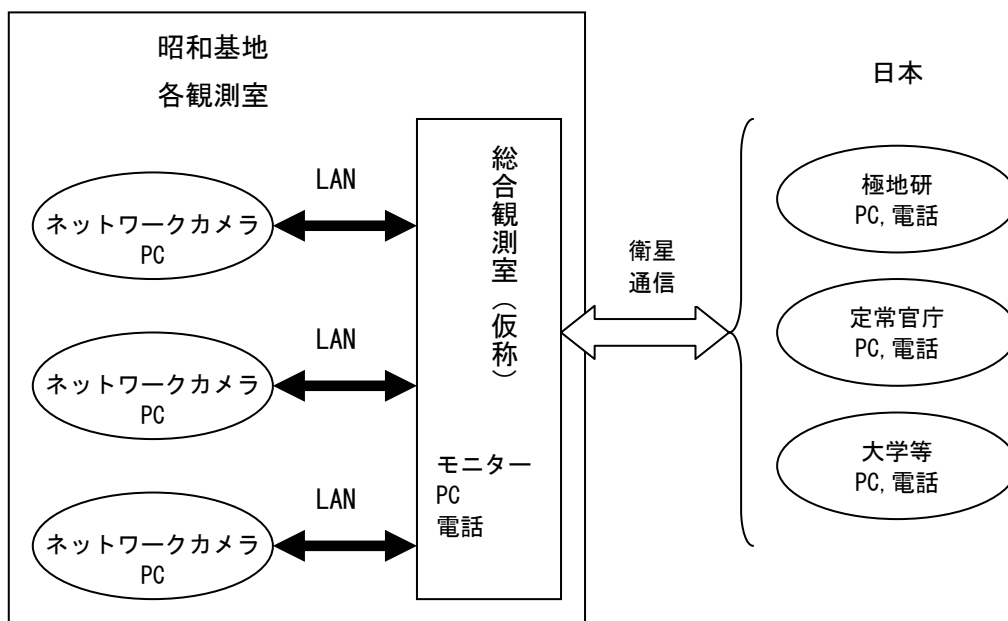 昭和基地
各観測室
ネットワークカメラ
PC
LAN
ネットワークカメラ
PC
LAN
ネットワークカメラ
PC
LAN
総合観測室（仮称）
モニター
PC
電話
衛星
通信
日本
極地研
PC, 電話
定常官庁
PC, 電話
大学等
PC, 電話